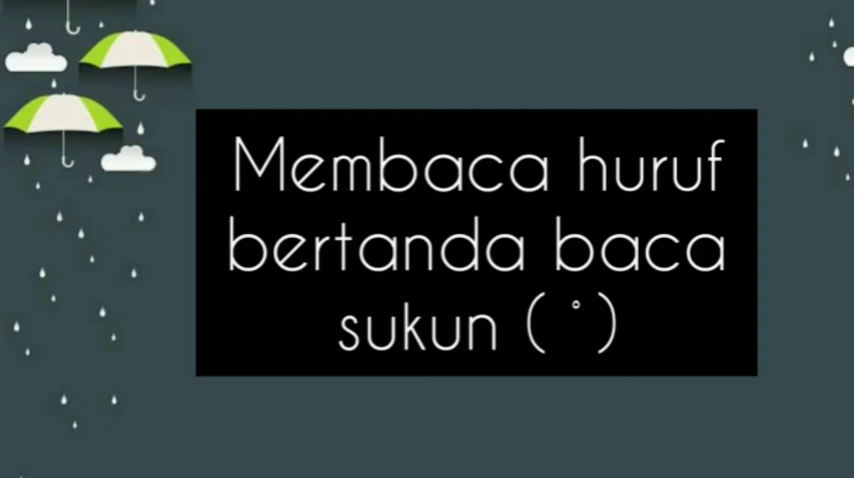 Membaca huruf
bertanda baca
sukun ( ْ )